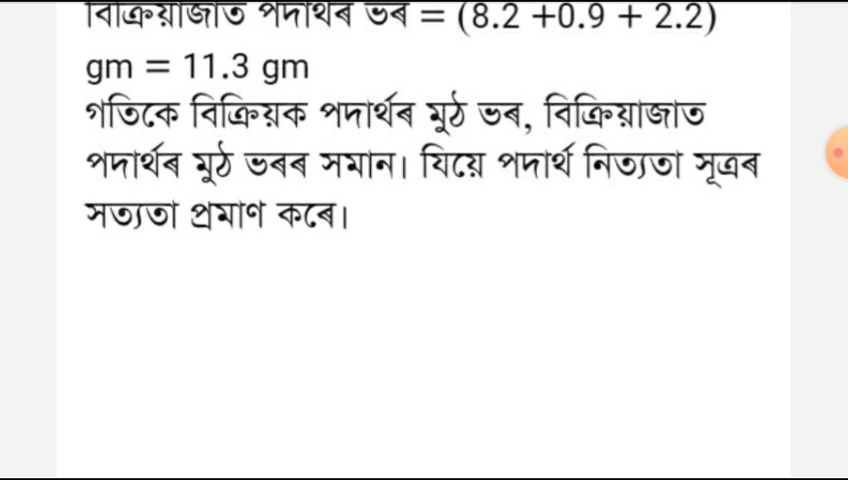 বিক্ৰিয়াজাত পদাৰ্থৰ ভৰ = (8.2 +0.9 + 2.2)
gm = 11.3 gm
গতিকে বিক্ৰিয়ক পদাৰ্থৰ মুঠ ভৰ, বিক্ৰিয়াজাত
পদাৰ্থৰ মুঠ ভৰৰ সমান। যিয়ে পদাৰ্থ নিত্যতা সূত্ৰৰ
সত্যতা প্ৰমাণ কৰে।